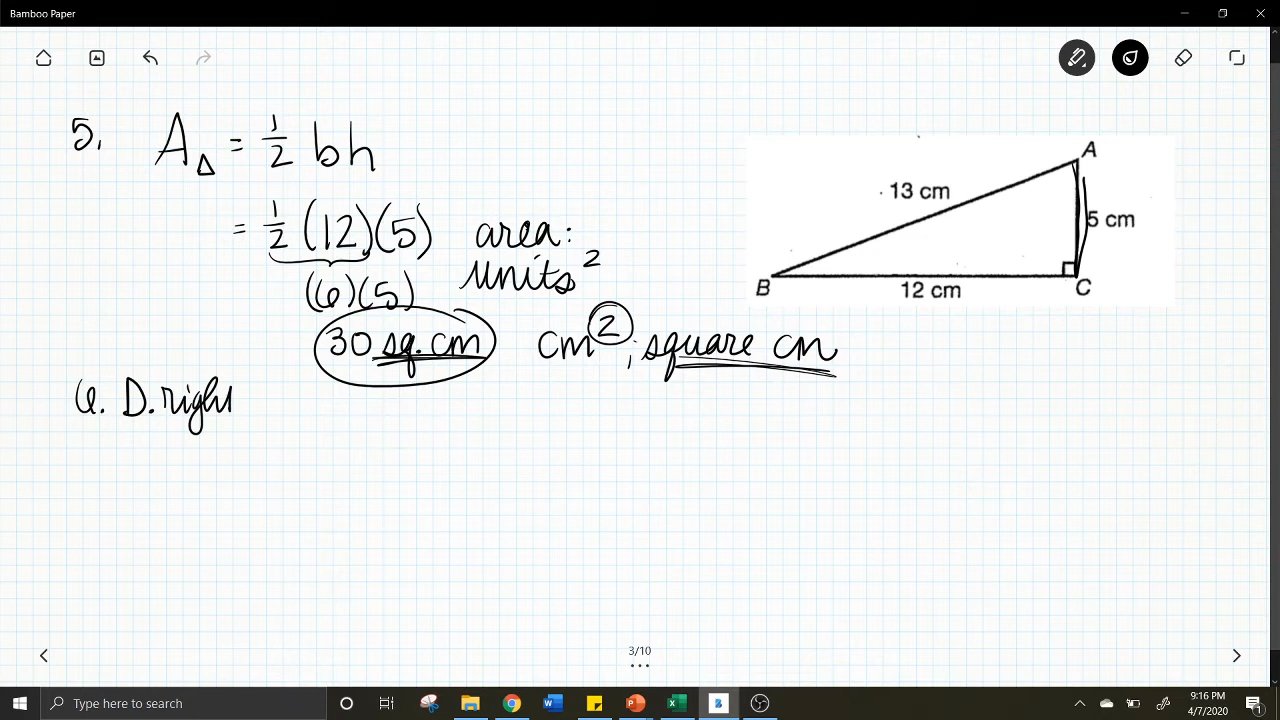 Bamboo Paper
5. A△ = 1/2 bh
= 1/2 (12)(5) area:
(6)(5) units²
30 sq. cm cm², square cm
6. D. right
A
13 cm
5 cm
B
12 cm
C
3/10
Type here to search
9:16 PM
4/7/2020
1